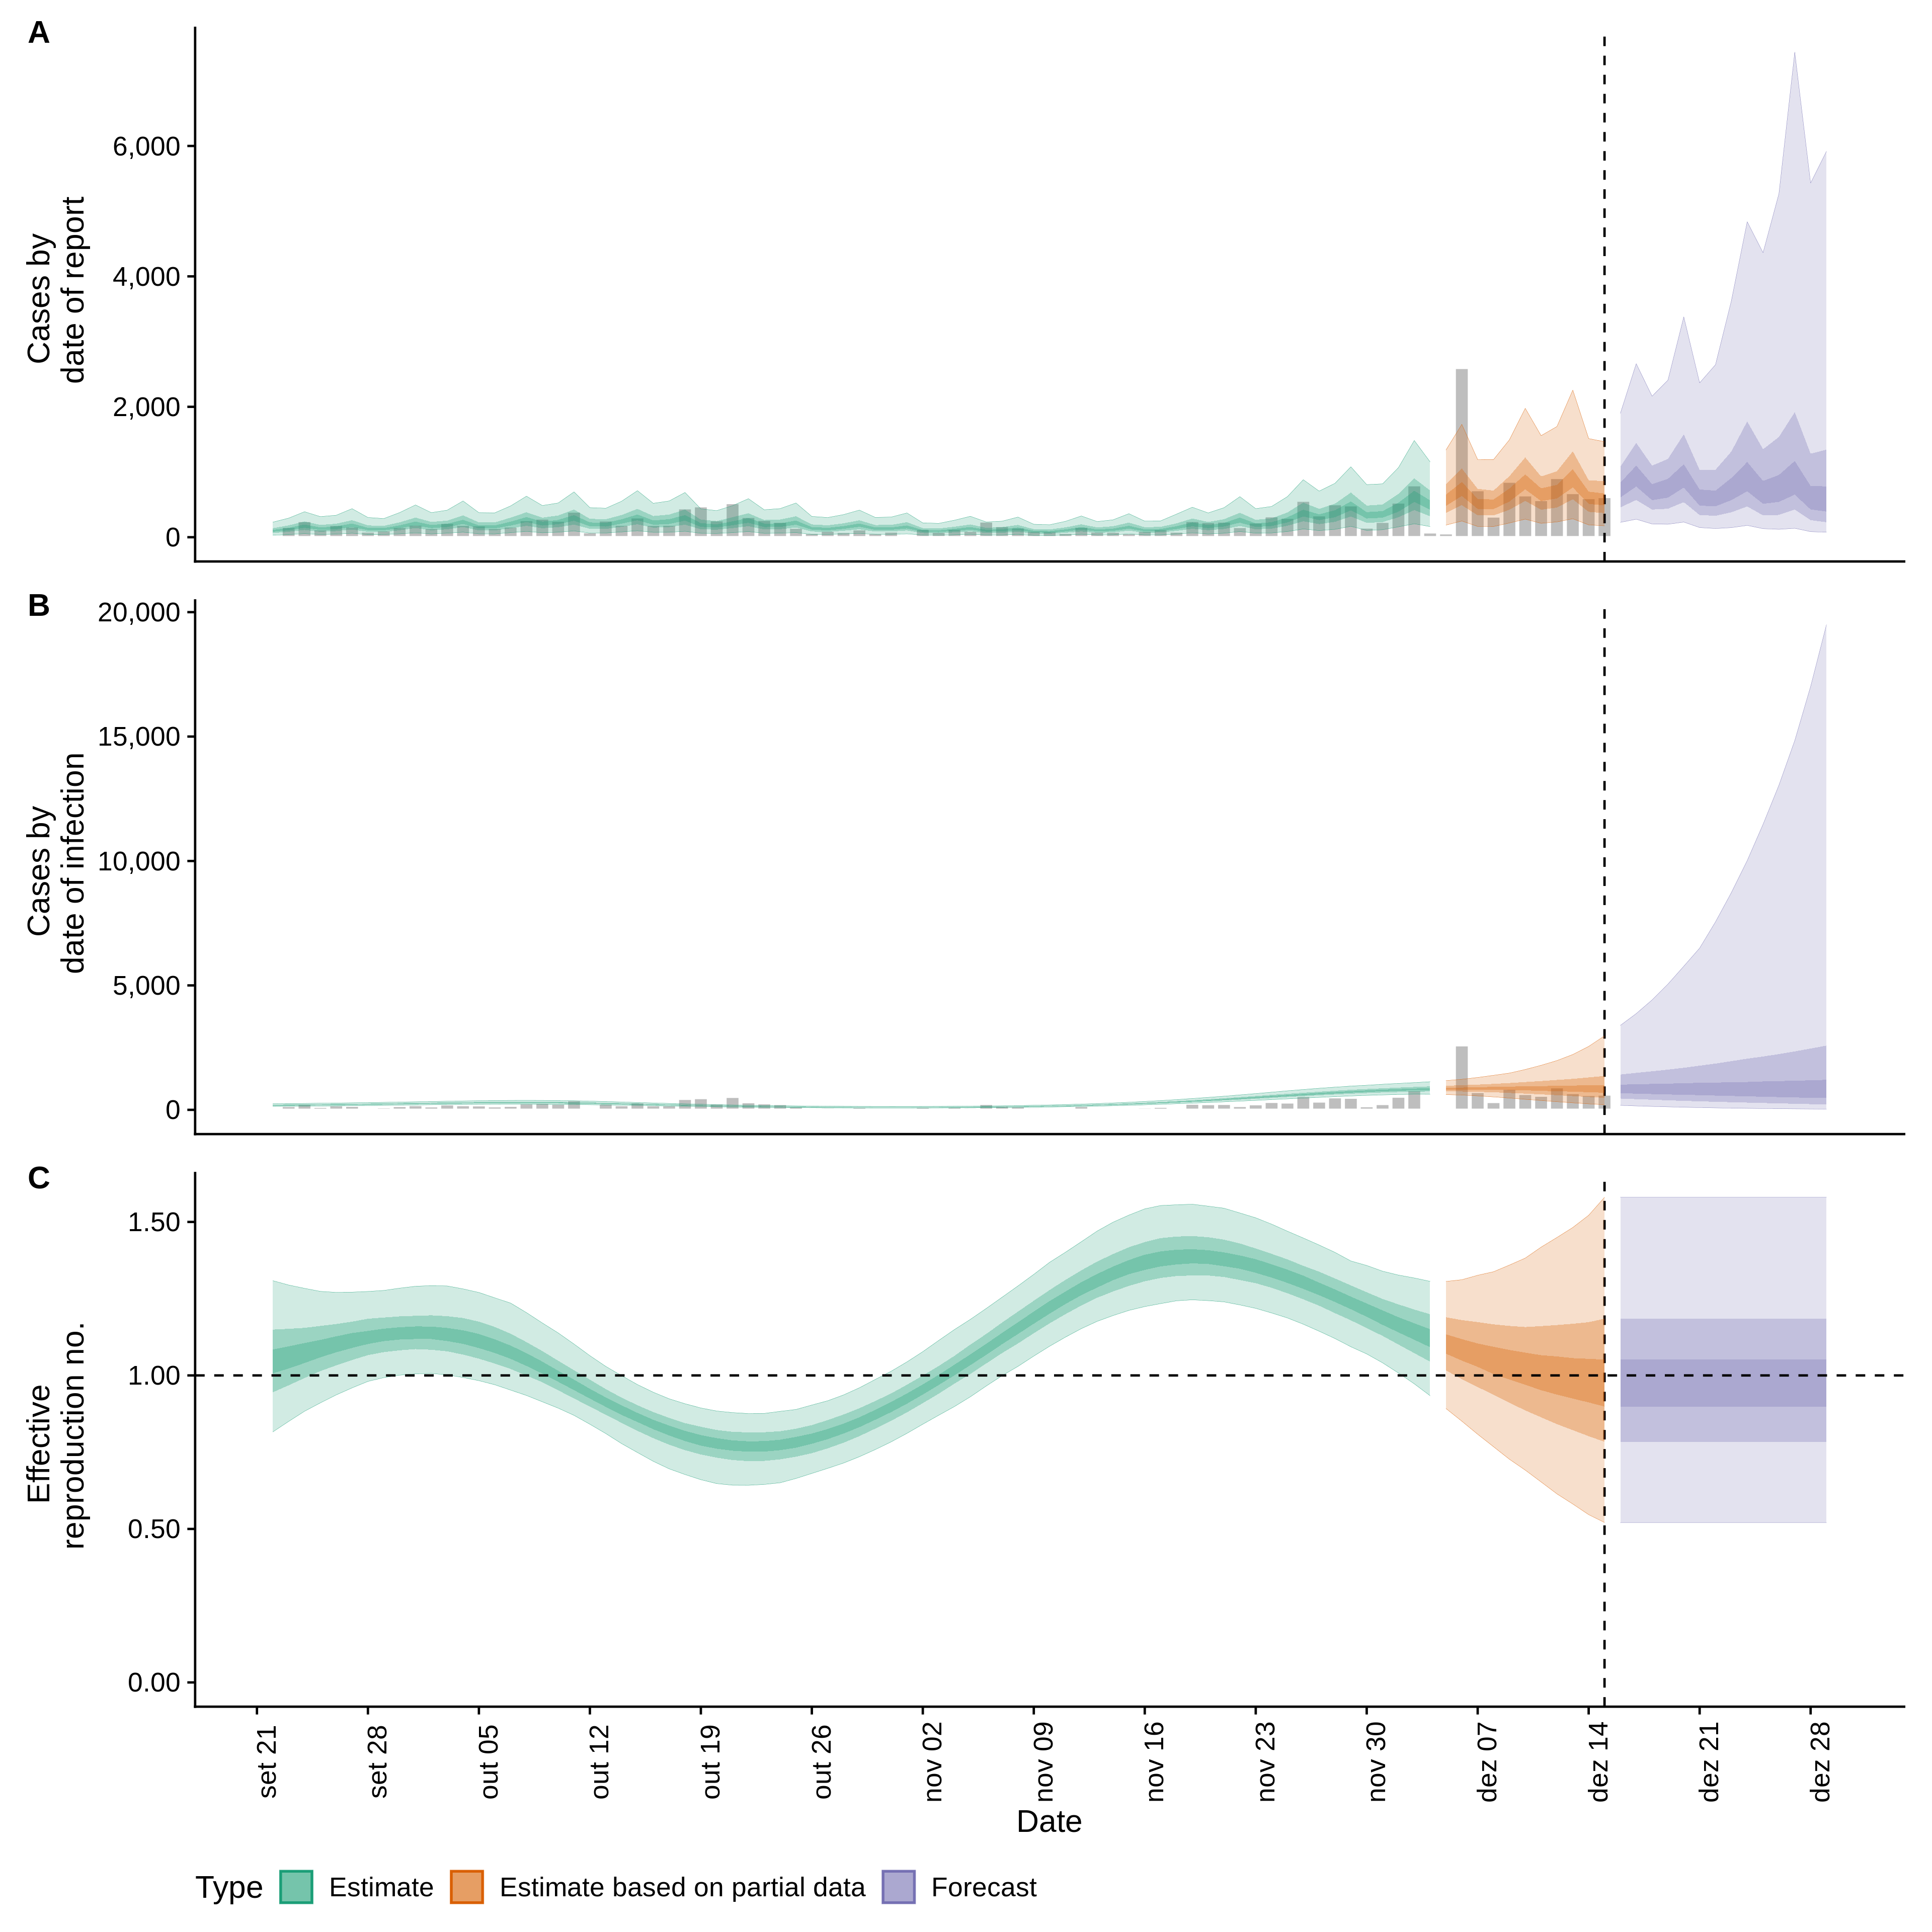 A
Cases by
date of report
6,000
4,000
2,000
0
B
Cases by
date of infection
20,000
15,000
10,000
5,000
0
C
Effective
reproduction no.
1.50
1.00
0.50
0.00
set 21
set 28
out 05
out 12
out 19
out 26
nov 02
nov 09
nov 16
nov 23
nov 30
dez 07
dez 14
dez 21
dez 28
Date
Type Estimate Estimate based on partial data Forecast